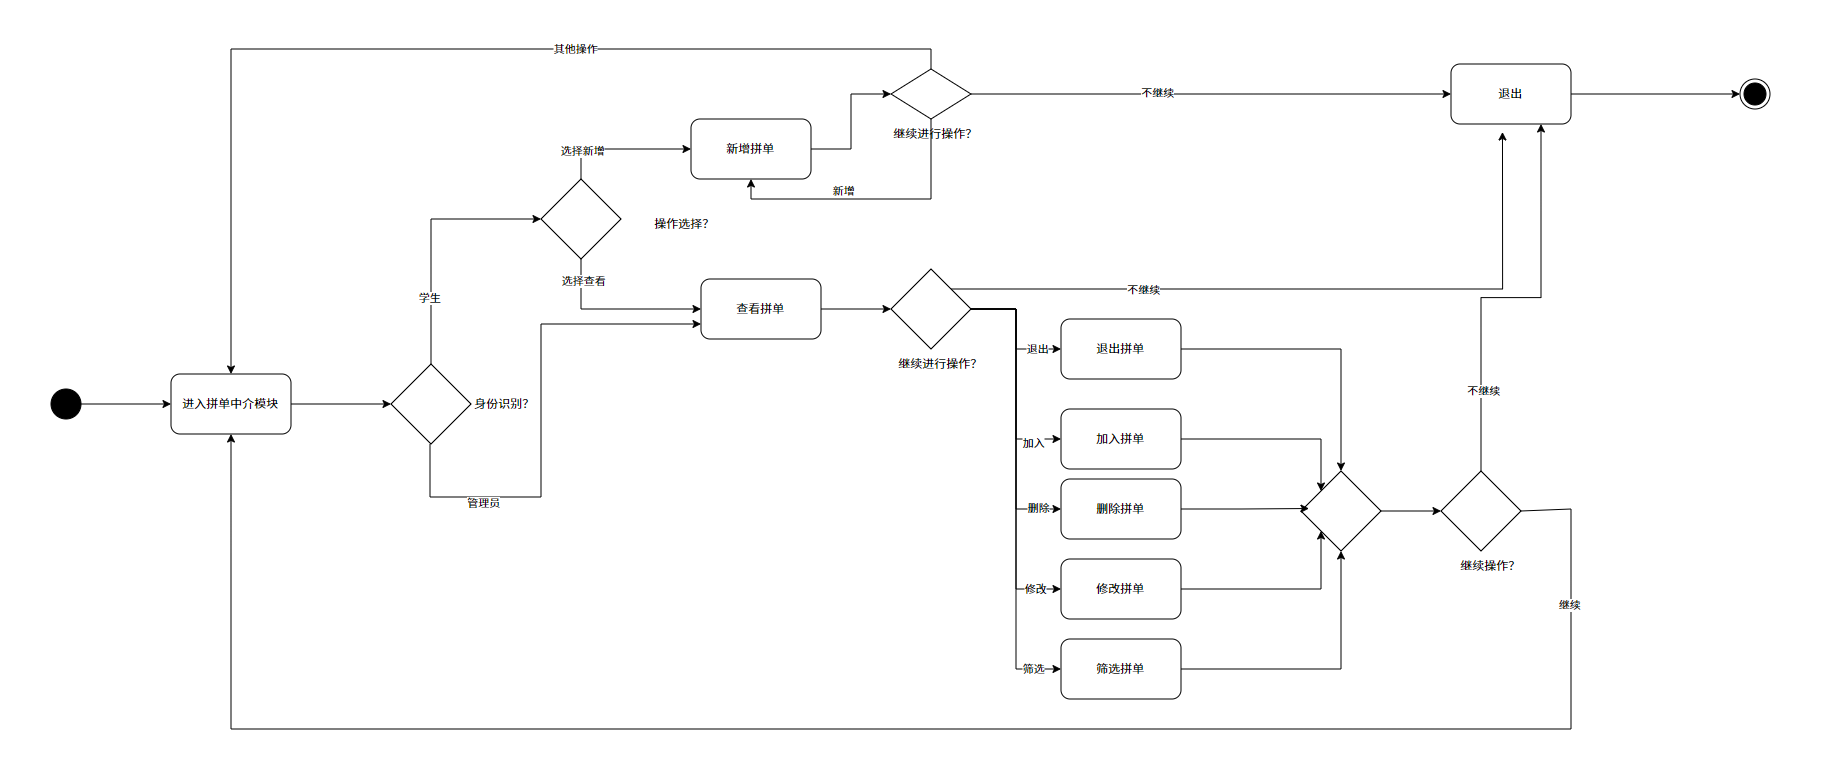 其他操作
不继续
退出
继续进行操作?
选择新增
新增拼单
新增
操作选择?
选择查看
不继续
学生
查看拼单
退出
退出拼单
继续进行操作?
不继续
进入拼单中介模块
身份识别?
加入
加入拼单
管理员
删除
删除拼单
继续操作?
修改
修改拼单
继续
筛选
筛选拼单